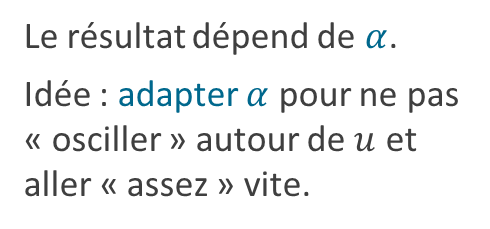 Le résultat dépend de α.
Idée : adapter α pour ne pas
« osciller » autour de u et
aller « assez » vite.